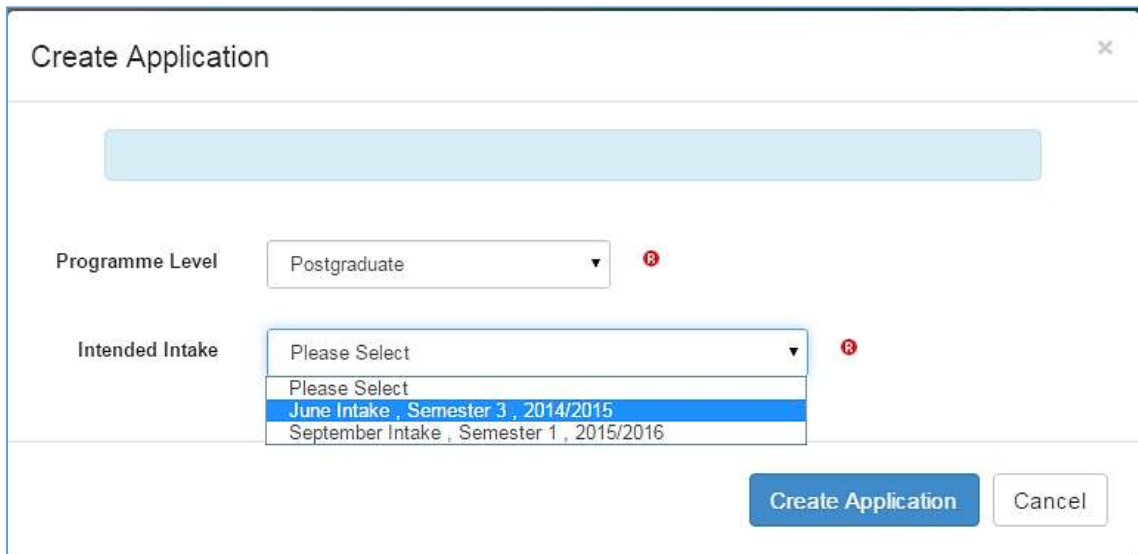 Create Application
×
Programme Level
Postgraduate
R
Intended Intake
Please Select
R
Please Select
June Intake , Semester 3 , 2014/2015
September Intake , Semester 1 , 2015/2016
Create Application
Cancel